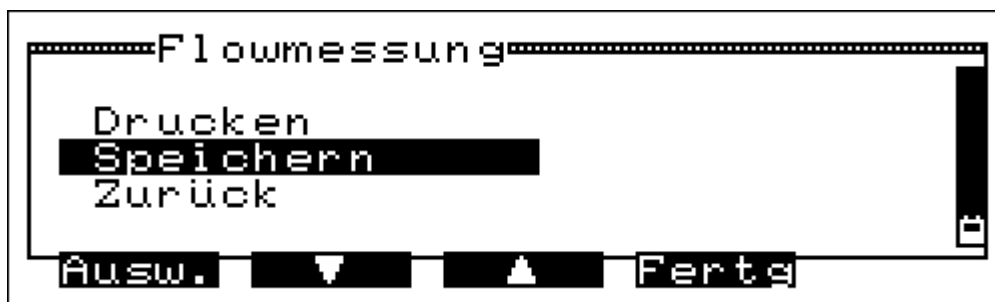 Flowmessung
Drucken
Speichern
Zurück
Ausw. ▼ ▲ Fertg